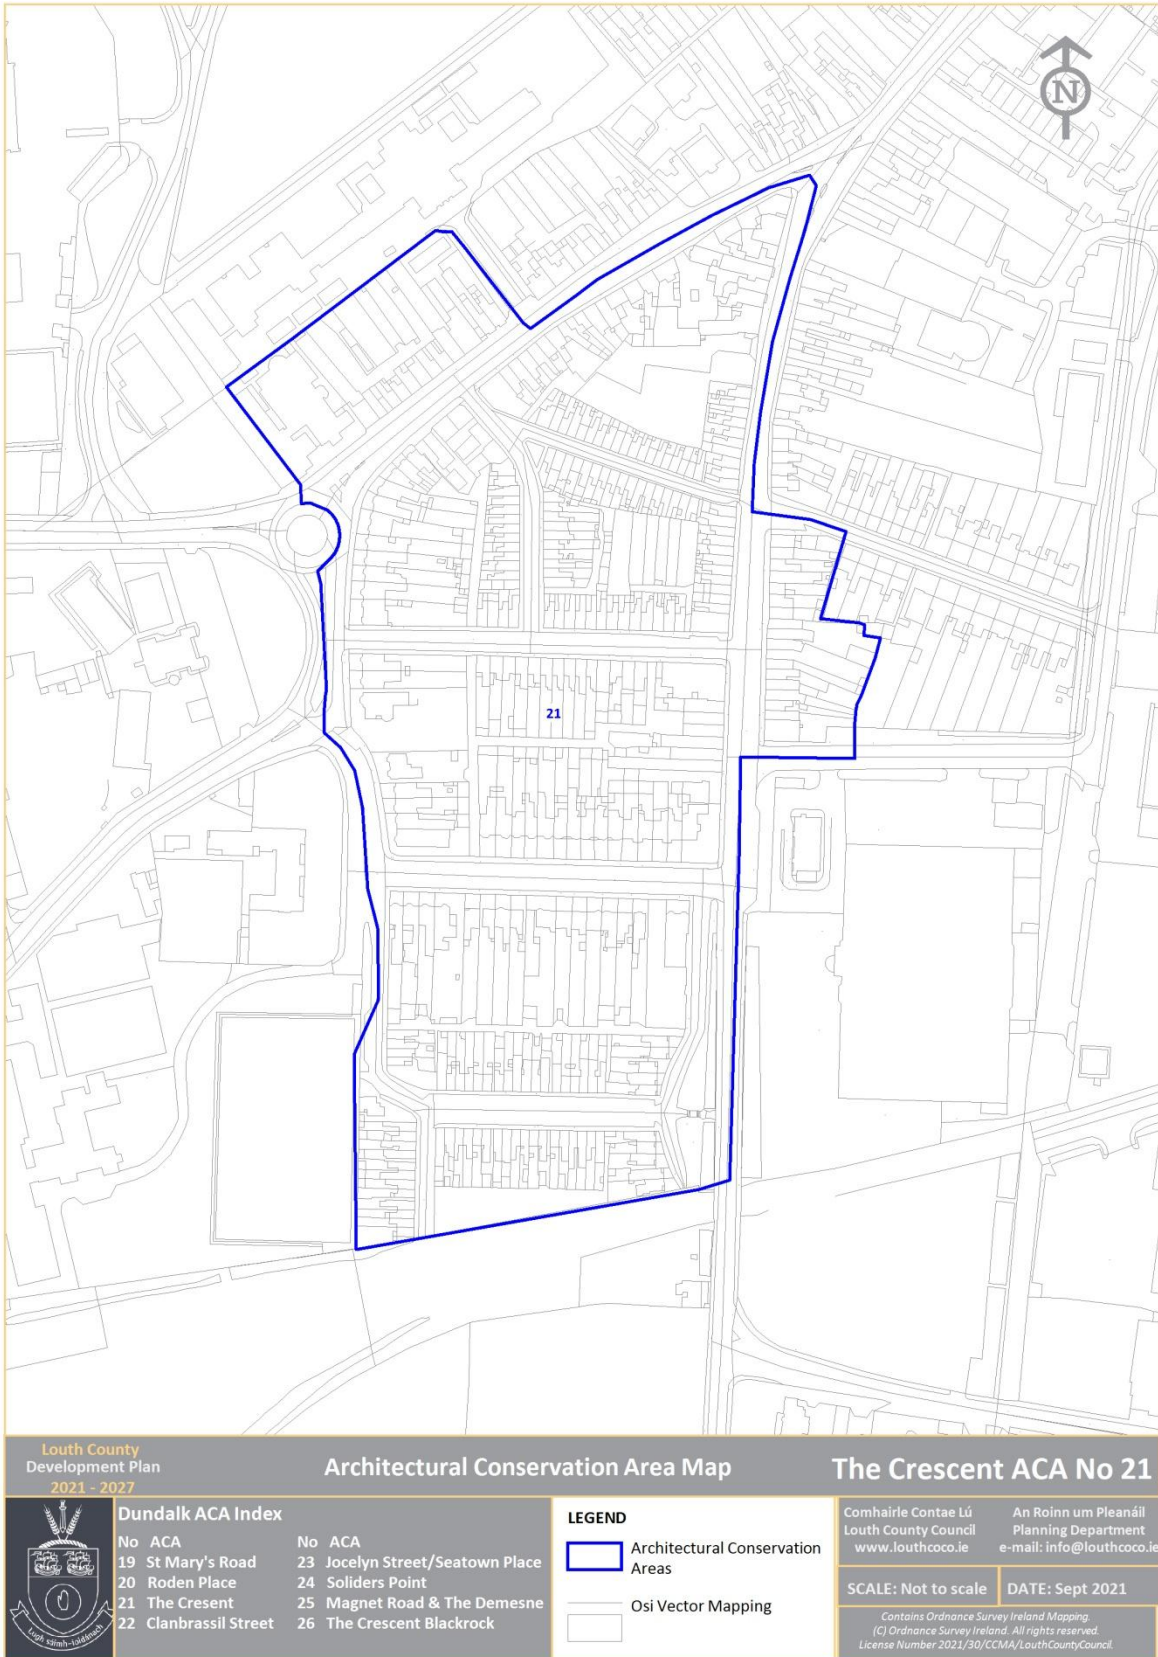 N
21
Louth County
Development Plan
2021 - 2027
Architectural Conservation Area Map
The Crescent ACA No 21
Dundalk ACA Index
No ACA
19 St Mary's Road
20 Roden Place
21 The Cresent
22 Clanbrassil Street
No ACA
23 Jocelyn Street/Seatown Place
24 Soliders Point
25 Magnet Road & The Demesne
26 The Crescent Blackrock
LEGEND
Architectural Conservation
Areas
Osi Vector Mapping
Comhairle Contae Lú
Louth County Council
www.louthcoco.ie
An Roinn um Pleanáil
Planning Department
e-mail: info@louthcoco.ie
SCALE: Not to scale
DATE: Sept 2021
Contains Ordnance Survey Ireland Mapping.
(C) Ordnance Survey Ireland. All rights reserved.
License Number 2021/30/CCMA/LouthCountyCouncil.
Lugh sáimh-ioldánach